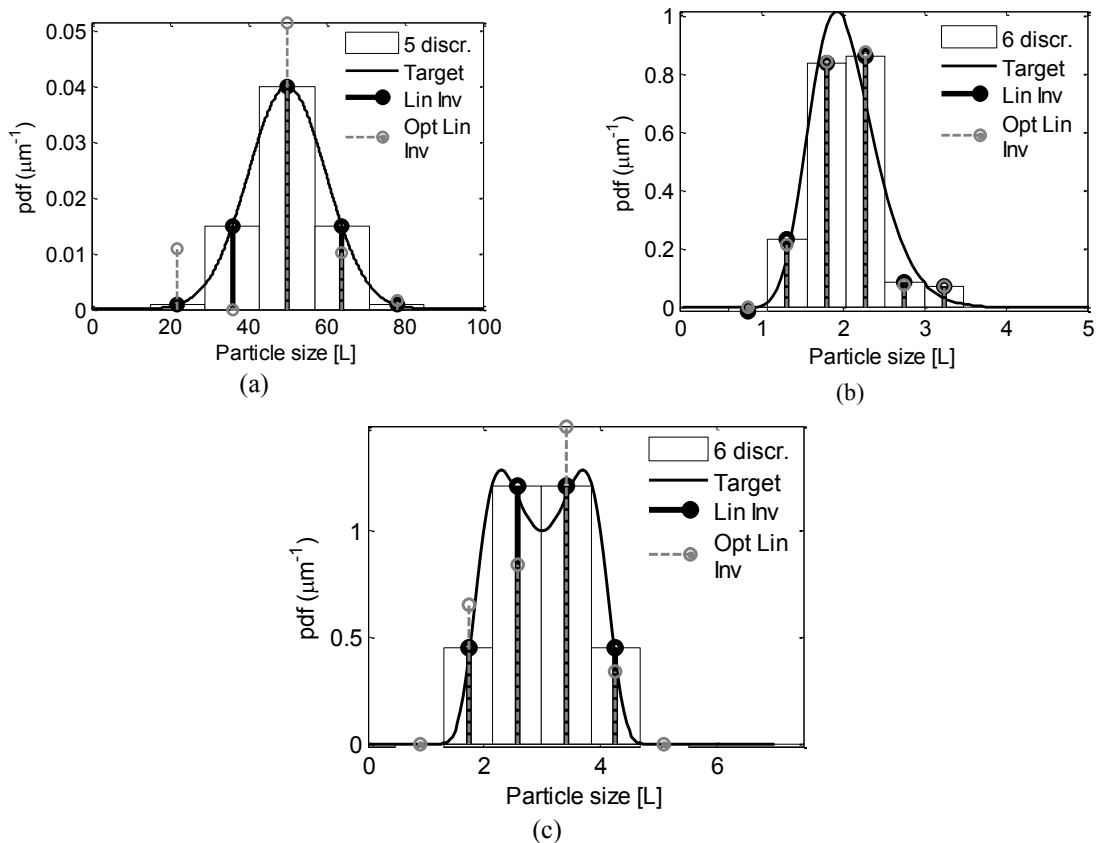 0.05
0.04
0.03
0.02
0.01
0
pdf (μm⁻¹)
5 discr.
Target
Lin Inv
Opt Lin
Inv
0 20 40 60 80 100
Particle size [L]
(a)
1
0.8
0.6
0.4
0.2
0
pdf (μm⁻¹)
6 discr.
Target
Lin Inv
Opt Lin
Inv
0 1 2 3 4 5
Particle size [L]
(b)
1
0.5
0
pdf (μm⁻¹)
6 discr.
Target
Lin Inv
Opt Lin
Inv
0 2 4 6
Particle size [L]
(c)